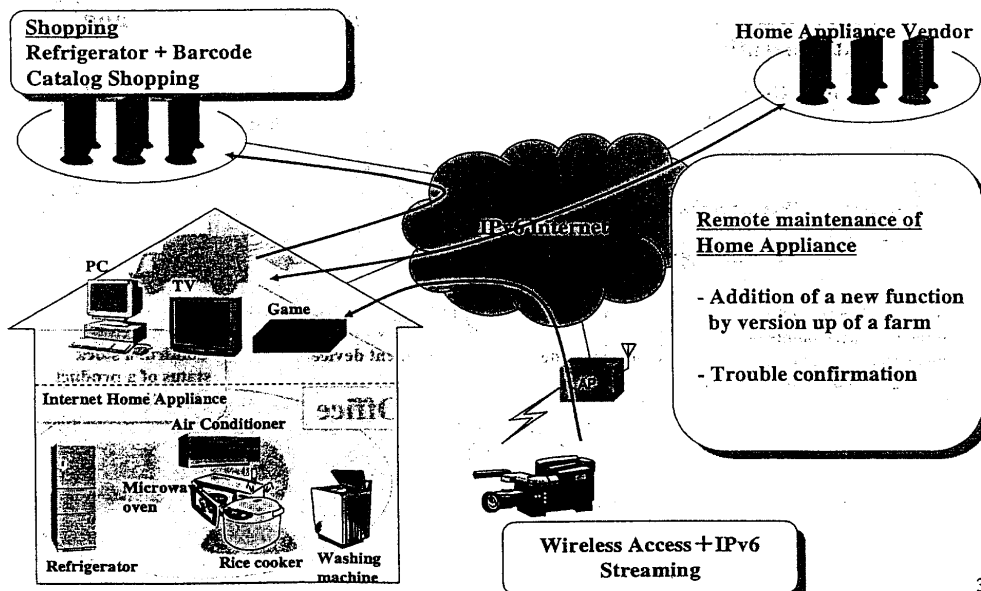 Shopping
Refrigerator + Barcode
Catalog Shopping
Home Appliance Vendor
IPv6 Internet
Remote maintenance of
Home Appliance
- Addition of a new function
by version up of a farm
- Trouble confirmation
PC
TV
Game
AP
Internet Home Appliance
Office
Air Conditioner
Microwav
oven
Refrigerator
Rice cooker
Washing
machine
Wireless Access+IPv6
Streaming
3